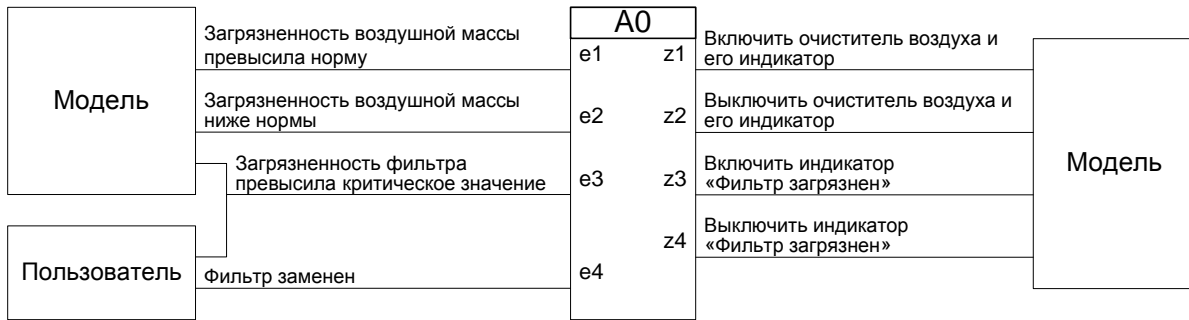 Модель
Пользователь
Загрязненность воздушной массы
превысила норму
Загрязненность воздушной массы
ниже нормы
Загрязненность фильтра
превысила критическое значение
Фильтр заменен
A0
e1
z1
e2
z2
e3
z3
z4
e4
Включить очиститель воздуха и
его индикатор
Выключить очиститель воздуха и
его индикатор
Включить индикатор
«Фильтр загрязнен»
Выключить индикатор
«Фильтр загрязнен»
Модель